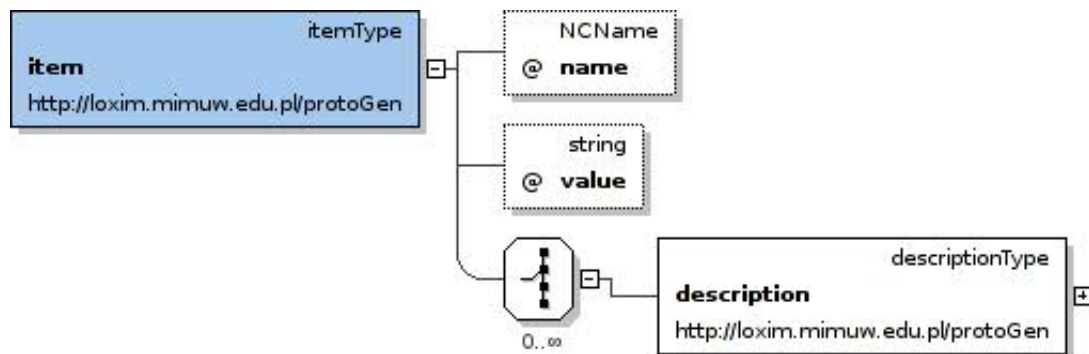 itemType
item
http://loxim.mimuw.edu.pl/protoGen
NCName
@ name
string
@ value
0..∞
descriptionType
description
http://loxim.mimuw.edu.pl/protoGen